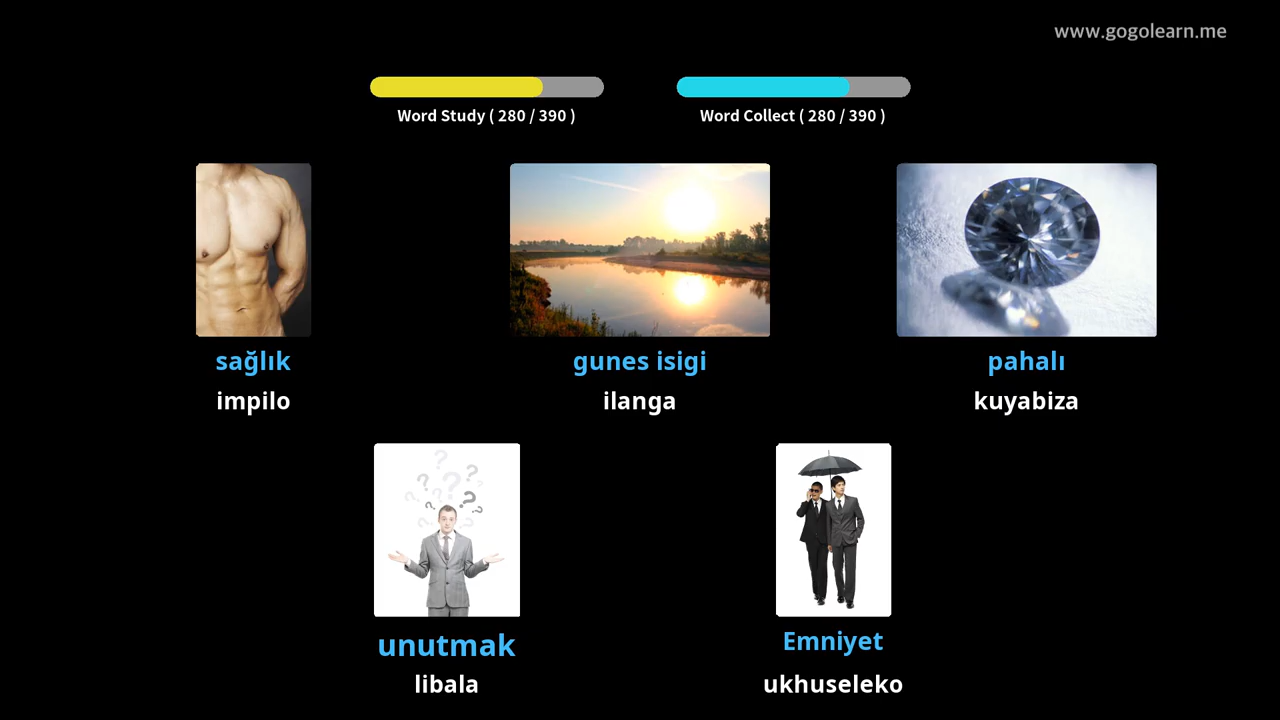 www.gogolearn.me
Word Study ( 280 / 390 )
Word Collect ( 280 / 390 )
sağlık
impilo
gunes isigi
ilanga
pahalı
kuyabiza
unutmak
libala
Emniyet
ukhuseleko